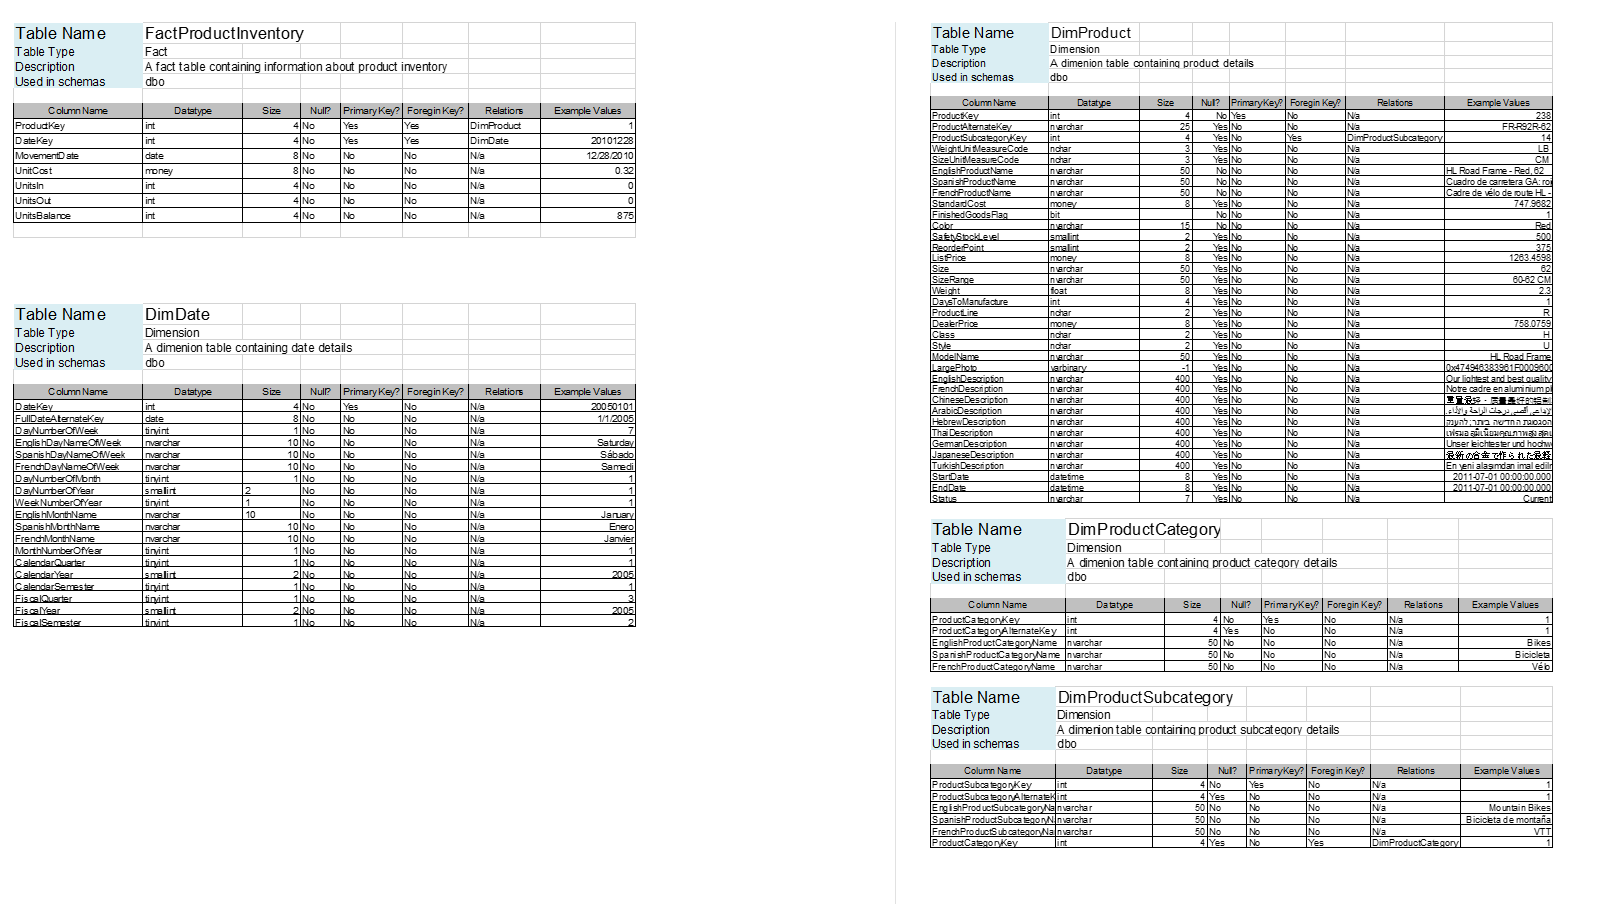 Table Name FactProductInventory
Table Type Fact
Description A fact table containing information about product inventory
Used in schemas dbo
Column Name Datatype Size Null? Primary Key? Foregin Key? Relations Example Values
ProductKey int 4 No Yes Yes DimProduct 1
DateKey int 4 No Yes Yes DimDate 20101228
MovementDate date 8 No No No N/a 12/28/2010
UnitCost money 8 No No No N/a 0.32
UnitsIn int 4 No No No N/a 0
UnitsOut int 4 No No No N/a 0
UnitsBalance int 4 No No No N/a 875
Table Name DimDate
Table Type Dimension
Description A dimenion table containing date details
Used in schemas dbo
Column Name Datatype Size Null? Primary Key? Foregin Key? Relations Example Values
DateKey int 4 No Yes No N/a 20050101
FullDateAlternateKey date 8 No No No N/a 1/1/2005
DayNumberOfWeek tinyint 1 No No No N/a 7
EnglishDayNameOfWeek nvarchar 10 No No No N/a Saturday
SpanishDayNameOfWeek nvarchar 10 No No No N/a Sábado
FrenchDayNameOfWeek nvarchar 10 No No No N/a Samedi
DayNumberOfMonth tinyint 1 No No No N/a 1
DayNumberOfYear smallint 2 No No No N/a 1
WeekNumberOfYear tinyint 1 No No No N/a 1
EnglishMonthName nvarchar 10 No No No N/a January
SpanishMonthName nvarchar 10 No No No N/a Enero
FrenchMonthName nvarchar 10 No No No N/a Janvier
MonthNumberOfYear tinyint 1 No No No N/a 1
CalendarQuarter tinyint 1 No No No N/a 1
CalendarYear smallint 2 No No No N/a 2005
CalendarSemester tinyint 1 No No No N/a 1
FiscalQuarter tinyint 1 No No No N/a 3
FiscalYear smallint 2 No No No N/a 2005
FiscalSemester tinyint 1 No No No N/a 2
Table Name DimProduct
Table Type Dimension
Description A dimenion table containing product details
Used in schemas dbo
Column Name Datatype Size Null? Primary Key? Foregin Key? Relations Example Values
ProductKey int 4 No Yes No N/a 238
ProductAlternateKey nvarchar 25 Yes No No N/a FR-R92R-62
ProductSubcategoryKey int 4 Yes No Yes DimProductSubcategory 14
WeightUnitMeasureCode nchar 3 Yes No No N/a LB
SizeUnitMeasureCode nchar 3 Yes No No N/a CM
EnglishProductName nvarchar 50 No No No N/a HL Road Frame - Red, 62
SpanishProductName nvarchar 50 No No No N/a Cuadro de carretera GA: roj
FrenchProductName nvarchar 50 No No No N/a Cadre de vélo de route HL -
StandardCost money 8 Yes No No N/a 747.9682
FinishedGoodsFlag bit No No No N/a 1
Color nvarchar 15 No No No N/a Red
SafetyStockLevel smallint 2 Yes No No N/a 500
ReorderPoint smallint 2 Yes No No N/a 375
ListPrice money 8 Yes No No N/a 1263.4598
Size nvarchar 50 Yes No No N/a 62
SizeRange nvarchar 50 Yes No No N/a 60-62 CM
Weight float 8 Yes No No N/a 2.3
DaysToManufacture int 4 Yes No No N/a 1
ProductLine nchar 2 Yes No No N/a R
DealerPrice money 8 Yes No No N/a 758.0759
Class nchar 2 Yes No No N/a H
Style nchar 2 Yes No No N/a U
ModelName nvarchar 50 Yes No No N/a HL Road Frame
LargePhoto varbinary -1 Yes No No N/a 0x474946383961F0009600
EnglishDescription nvarchar 400 Yes No No N/a Our lightest and best quality
FrenchDescription nvarchar 400 Yes No No N/a Notre cadre en aluminium pl
ChineseDescription nvarchar 400 Yes No No N/a
ArabicDescription nvarchar 400 Yes No No N/a
HebrewDescription nvarchar 400 Yes No No N/a
ThaiDescription nvarchar 400 Yes No No N/a
GermanDescription nvarchar 400 Yes No No N/a Unser leichtester und hochwe
JapaneseDescription nvarchar 400 Yes No No N/a 最新の合金で作られた最軽
TurkishDescription nvarchar 400 Yes No No N/a En yeni alaşımdan imal edilm
StartDate datetime 8 Yes No No N/a 2011-07-01 00:00:00.000
EndDate datetime 8 Yes No No N/a 2011-07-01 00:00:00.000
Status nvarchar 7 Yes No No N/a Current
Table Name DimProductCategory
Table Type Dimension
Description A dimenion table containing product category details
Used in schemas dbo
Column Name Datatype Size Null? Primary Key? Foregin Key? Relations Example Values
ProductCategoryKey int 4 No Yes No N/a 1
ProductCategoryAlternateKey int 4 Yes No No N/a 1
EnglishProductCategoryName nvarchar 50 No No No N/a Bikes
SpanishProductCategoryName nvarchar 50 No No No N/a Bicicleta
FrenchProductCategoryName nvarchar 50 No No No N/a Vélo
Table Name DimProductSubcategory
Table Type Dimension
Description A dimenion table containing product subcategory details
Used in schemas dbo
Column Name Datatype Size Null? Primary Key? Foregin Key? Relations Example Values
ProductSubcategoryKey int 4 No Yes No N/a 1
ProductSubcategoryAlternateK int 4 Yes No No N/a 1
EnglishProductSubcategoryNa nvarchar 50 No No No N/a Mountain Bikes
SpanishProductSubcategoryN nvarchar 50 No No No N/a Bicicleta de montaña
FrenchProductSubcategoryNa nvarchar 50 No No No N/a VTT
ProductCategoryKey int 4 Yes No Yes DimProductCategory 1